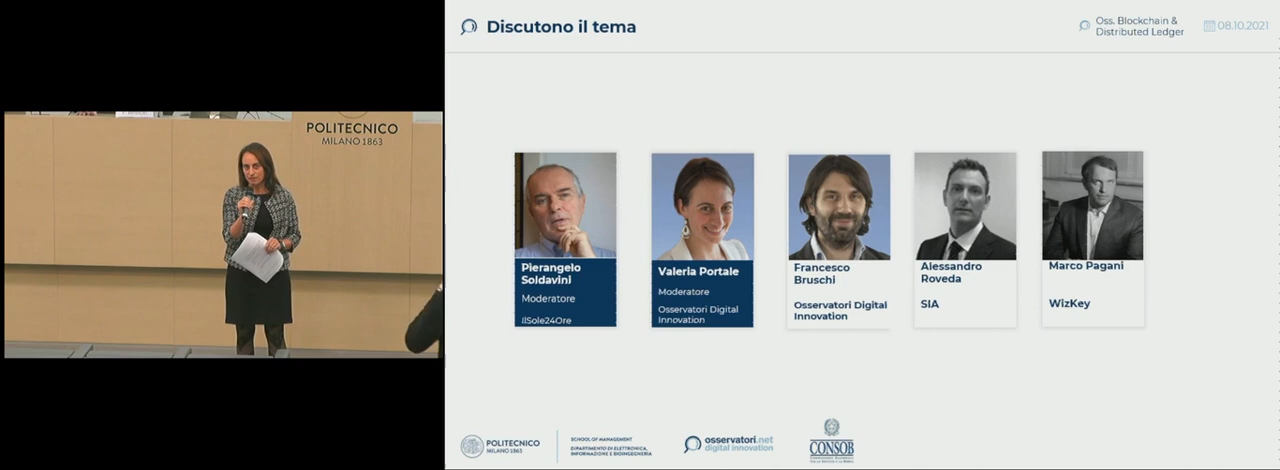 POLITECNICO
MILANO 1863
Discutono il tema
Oss. Blockchain &
Distributed Ledger
08.10.2021
Pierangelo
Soldavini
Moderatore
IlSole24Ore
Valeria Portale
Moderatore
Osservatori Digital
Innovation
Francesco
Bruschi
Osservatori Digital
Innovation
Alessandro
Roveda
SIA
Marco Pagani
WizKey
POLITECNICO
MILANO 1863
SCHOOL OF MANAGEMENT
DIPARTIMENTO DI ELETTRONICA,
INFORMAZIONE E BIOINGEGNERIA
osservatori.net
digital innovation
CONSOB